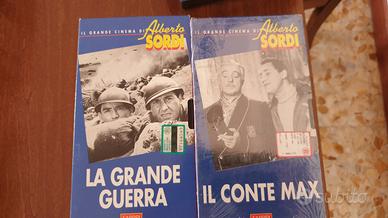 IL GRANDE CINEMA DI
Alberto
SORDI
LA GRANDE
GUERRA
IL GRANDE CINEMA DI
Alberto
SORDI
IL CONTE MAX
subito